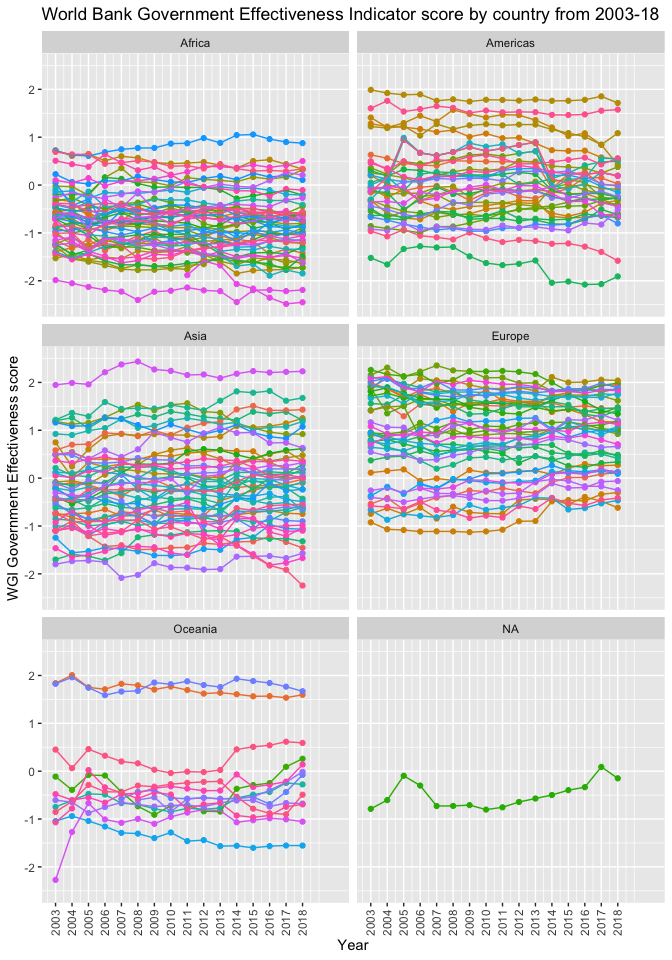 World Bank Government Effectiveness Indicator score by country from 2003-18
Africa
Americas
2
1
0
-1
-2
Asia
Europe
2
1
0
-1
-2
Oceania
NA
2
1
0
-1
-2
WGI Government Effectiveness score
2003 2004 2005 2006 2007 2008 2009 2010 2011 2012 2013 2014 2015 2016 2017 2018
2003 2004 2005 2006 2007 2008 2009 2010 2011 2012 2013 2014 2015 2016 2017 2018
Year